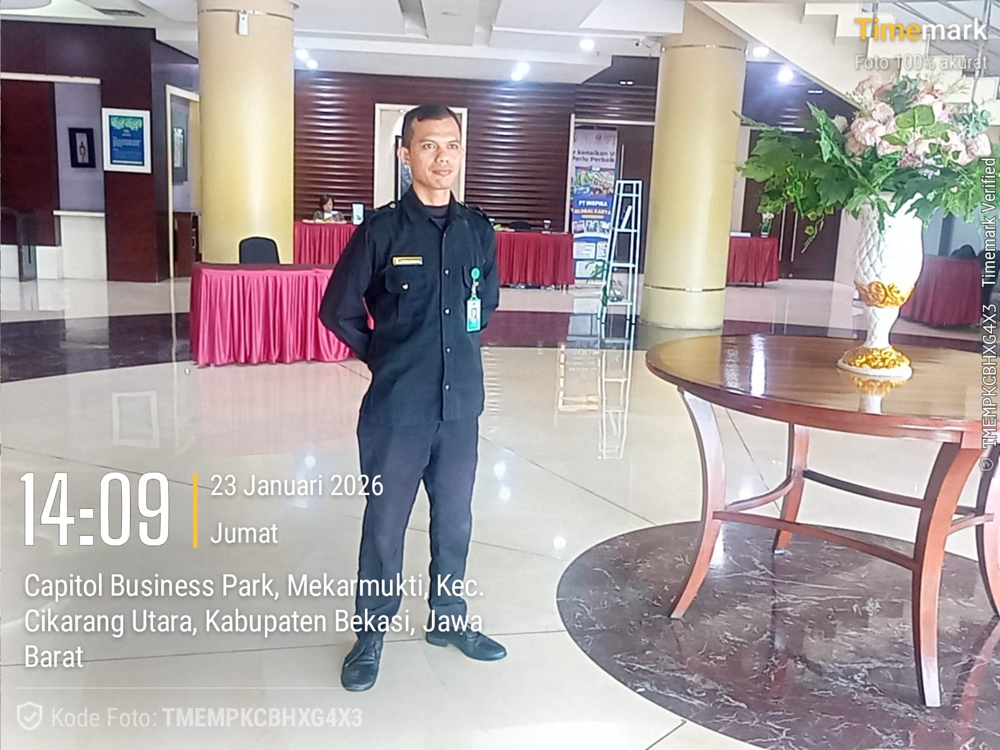 Timemark
Foto 100% akurat
r kenaikan U
Perlu Perbaik
PT INSPIRA
GLOBAL KARYA
14:09
23 Januari 2026
Jumat
Capitol Business Park, Mekarmukti, Kec.
Cikarang Utara, Kabupaten Bekasi, Jawa
Barat
Kode Foto: TMEMPKCBHXG4X3
TMEMPKCBHXG4X3 Timemark Verified